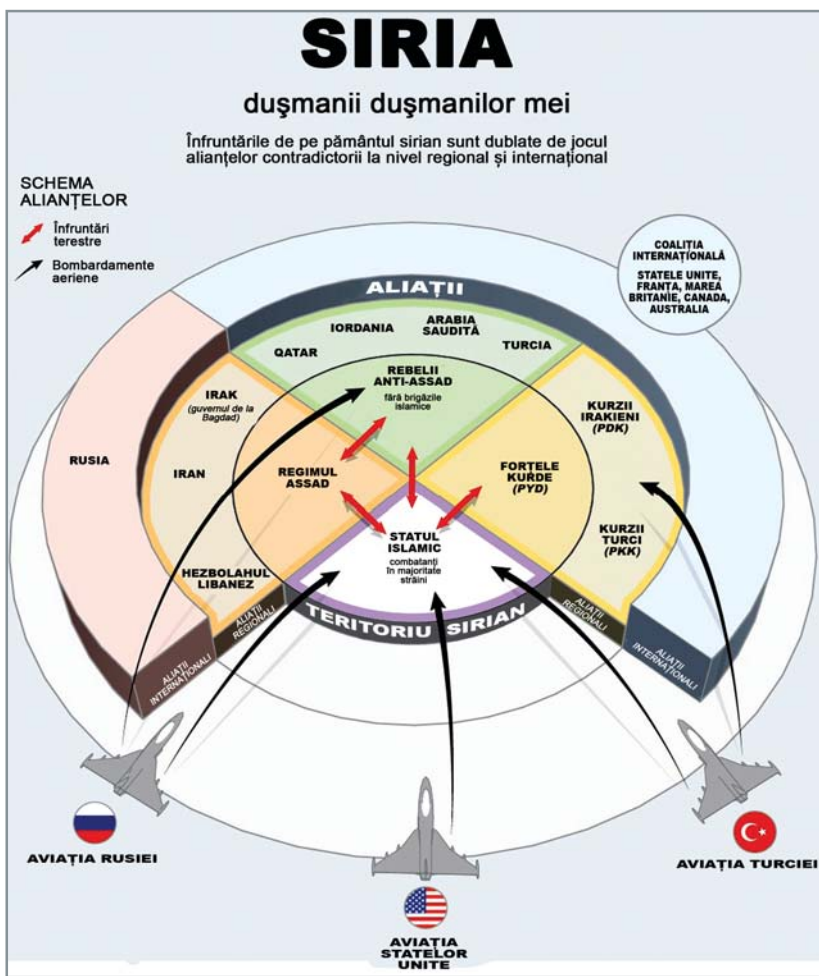 SIRIA
duşmanii duşmanilor mei
Înfruntările de pe pământul sirian sunt dublate de jocul
alianţelor contradictorii la nivel regional şi internaţional
SCHEMA
ALIANŢELOR
Înfruntări
terestre
Bombardamente
aeriene
COALIŢIA
INTERNAŢIONALĂ
STATELE UNITE,
FRANŢA, MAREA
BRITANIE, CANADA,
AUSTRALIA
ALIAŢII
QATAR
IORDANIA
ARABIA
SAUDITĂ
TURCIA
REBELII
ANTI-ASSAD
fără brigăzile
islamice
IRAK
(guvernul de la
Bagdad)
RUSIA
IRAN
HEZBOLAHUL
LIBANEZ
REGIMUL
ASSAD
FORŢELE
KURDE
(PYD)
KURZII
IRAKIENI
(PDK)
KURZII
TURCI
(PKK)
STATUL
ISLAMIC
combatanţi
în majoritate
străini
TERITORIU SIRIAN
ALIAŢII
INTERNAŢIONALI
ALIAŢII
REGIONALI
ALIAŢII
REGIONALI
ALIAŢII
INTERNAŢIONALI
AVIAŢIA RUSIEI
AVIAŢIA
STATELOR
UNITE
AVIAŢIA TURCIEI